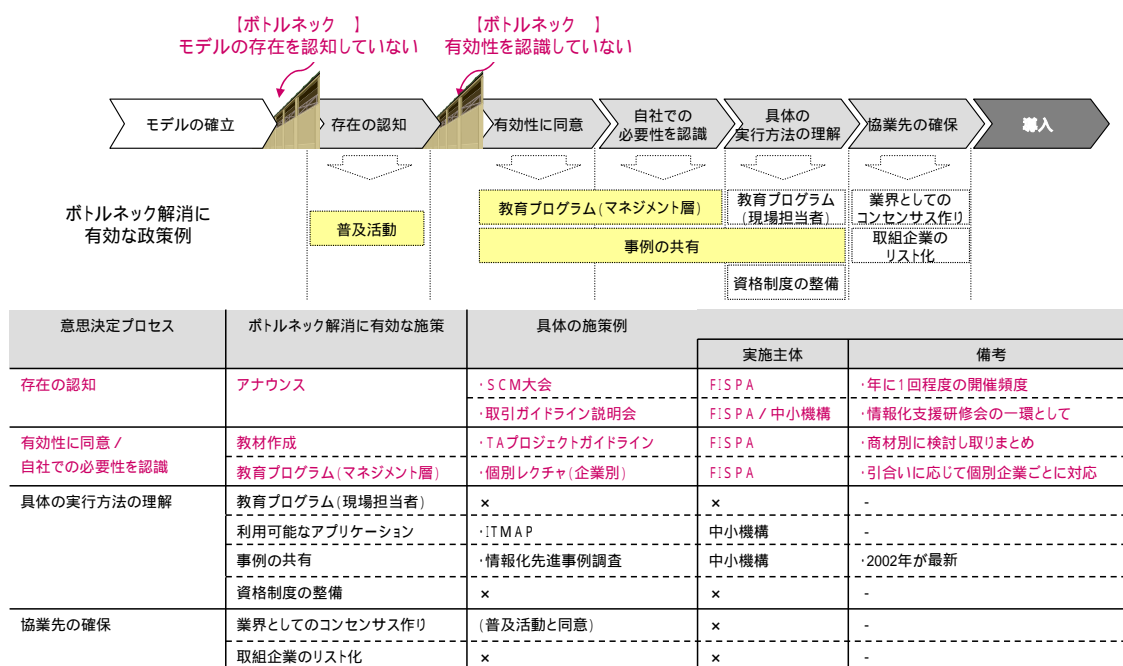 【ボトルネック　】
モデルの存在を認知していない
【ボトルネック　】
有効性を認識していない
モデルの確立
存在の認知
有効性に同意
自社での
必要性を認識
具体の
実行方法の理解
協業先の確保
導入
ボトルネック解消に
有効な政策例
普及活動
教育プログラム(マネジメント層)
教育プログラム
(現場担当者)
業界としての
コンセンサス作り
事例の共有
取組企業の
リスト化
資格制度の整備
意思決定プロセス
ボトルネック解消に有効な施策
具体の施策例
実施主体
備考
存在の認知
アナウンス
・SCM大会
FISPA
・年に1回程度の開催頻度
・取引ガイドライン説明会
FISPA/中小機構
・情報化支援研修会の一環として
有効性に同意/
自社での必要性を認識
教材作成
・TAプロジェクトガイドライン
FISPA
・商材別に検討し取りまとめ
教育プログラム(マネジメント層)
・個別レクチャ(企業別)
FISPA
・引合いに応じて個別企業ごとに対応
具体の実行方法の理解
教育プログラム(現場担当者)
×
×
-
利用可能なアプリケーション
・ITMAP
中小機構
-
事例の共有
・情報化先進事例調査
中小機構
・2002年が最新
資格制度の整備
×
×
-
協業先の確保
業界としてのコンセンサス作り
(普及活動と同意)
×
-
取組企業のリスト化
×
×
-